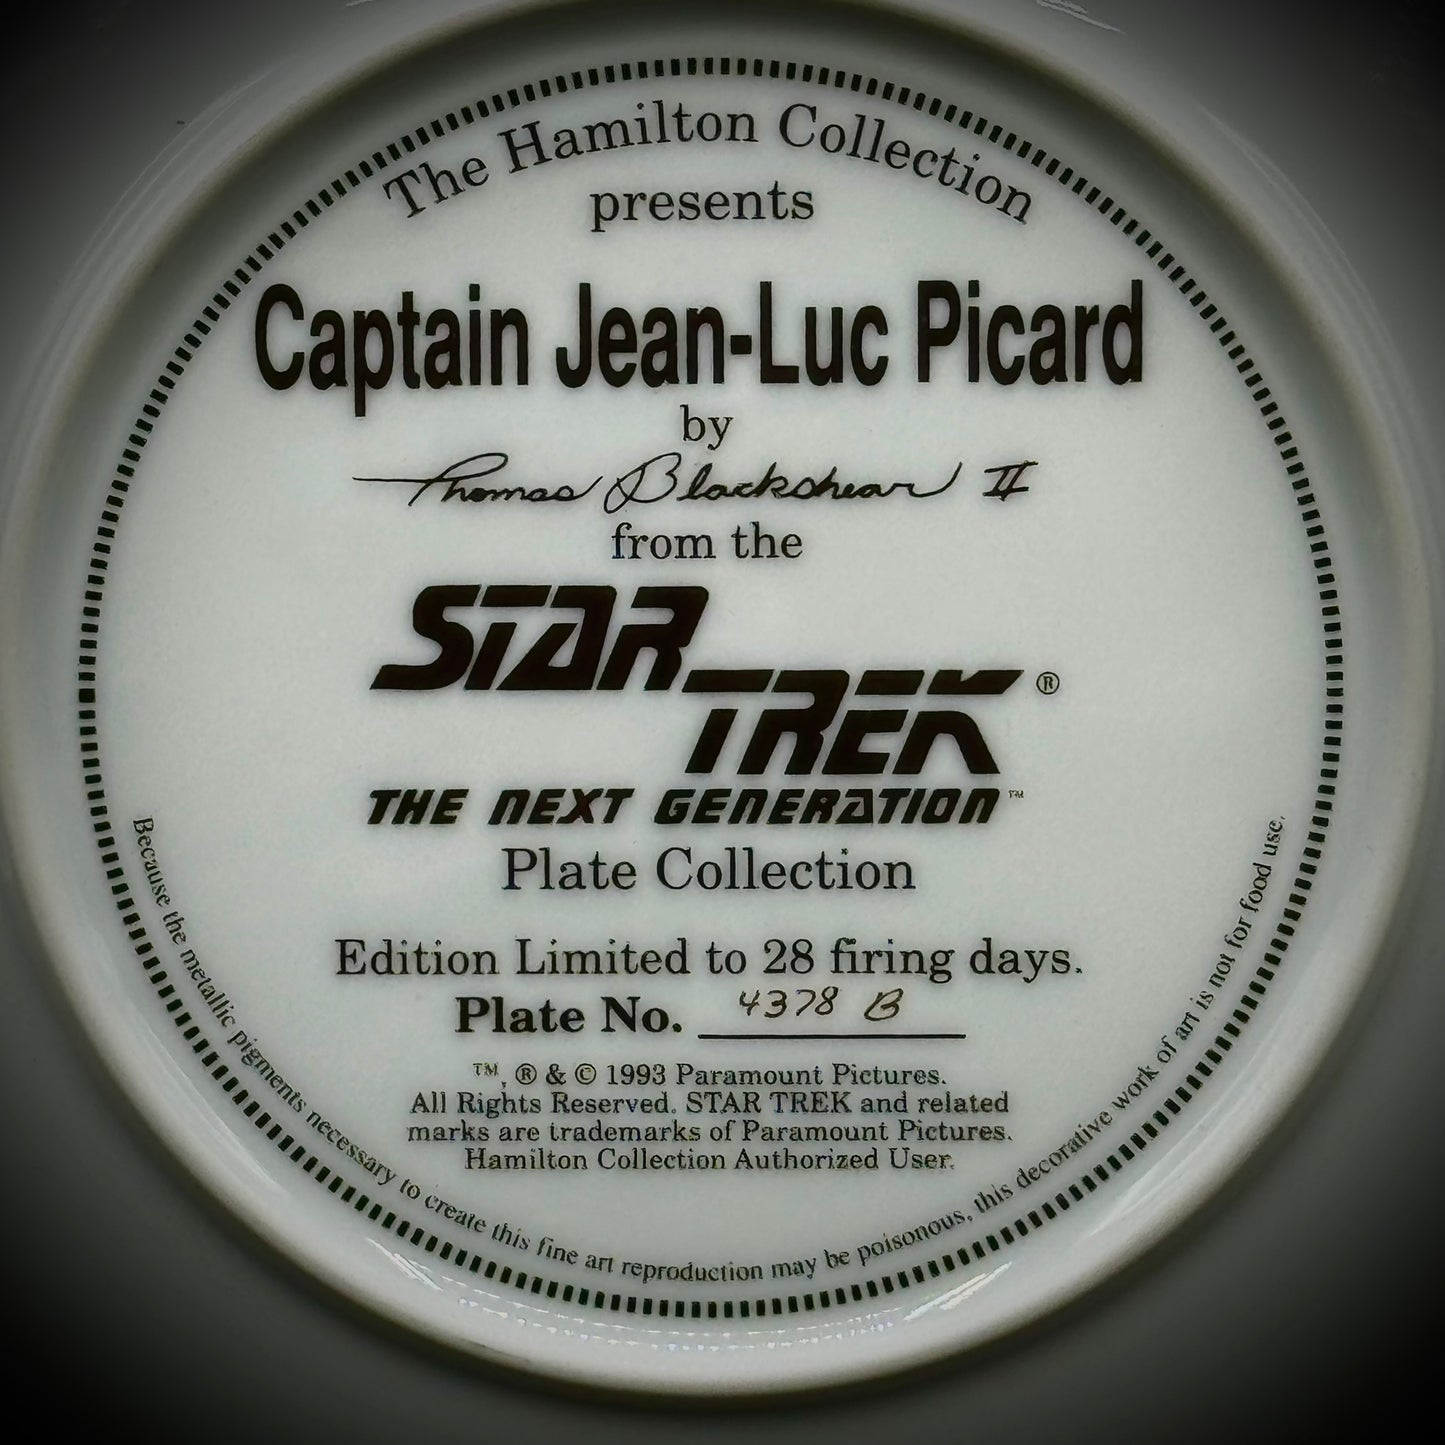 The Hamilton Collection
presents
Captain Jean-Luc Picard
by
Thomas Blackshear II
from the
STAR
TREK®
THE NEXT GENERATION™
Plate Collection
Edition Limited to 28 firing days.
Plate No. 4378 B
™, ® & © 1993 Paramount Pictures.
All Rights Reserved. STAR TREK and related
marks are trademarks of Paramount Pictures.
Hamilton Collection Authorized User.
Because the metallic pigments necessary to create this fine art reproduction may be poisonous, this decorative work of art is not for food use.